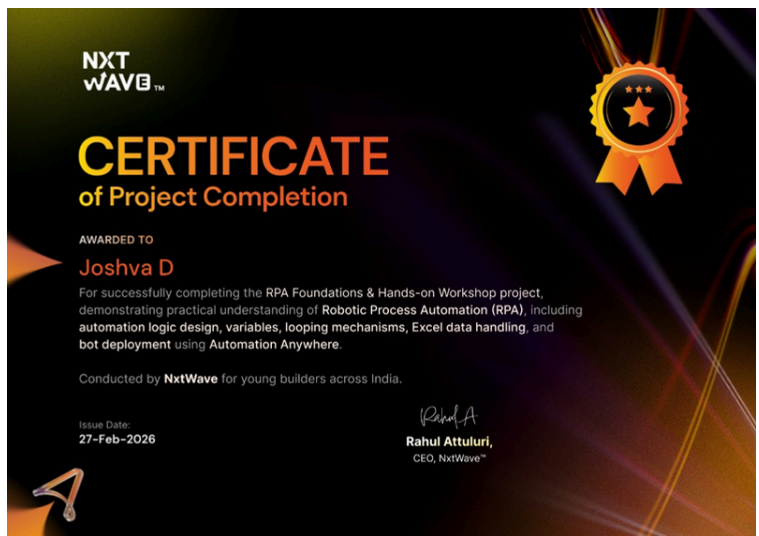 NXT
WAVE TM
CERTIFICATE
of Project Completion
AWARDED TO
Joshva D
For successfully completing the RPA Foundations & Hands-on Workshop project,
demonstrating practical understanding of Robotic Process Automation (RPA), including
automation logic design, variables, looping mechanisms, Excel data handling, and
bot deployment using Automation Anywhere.
Conducted by NxtWave for young builders across India.
Issue Date:
27-Feb-2026
Rahul A
Rahul Attuluri,
CEO, NxtWave™